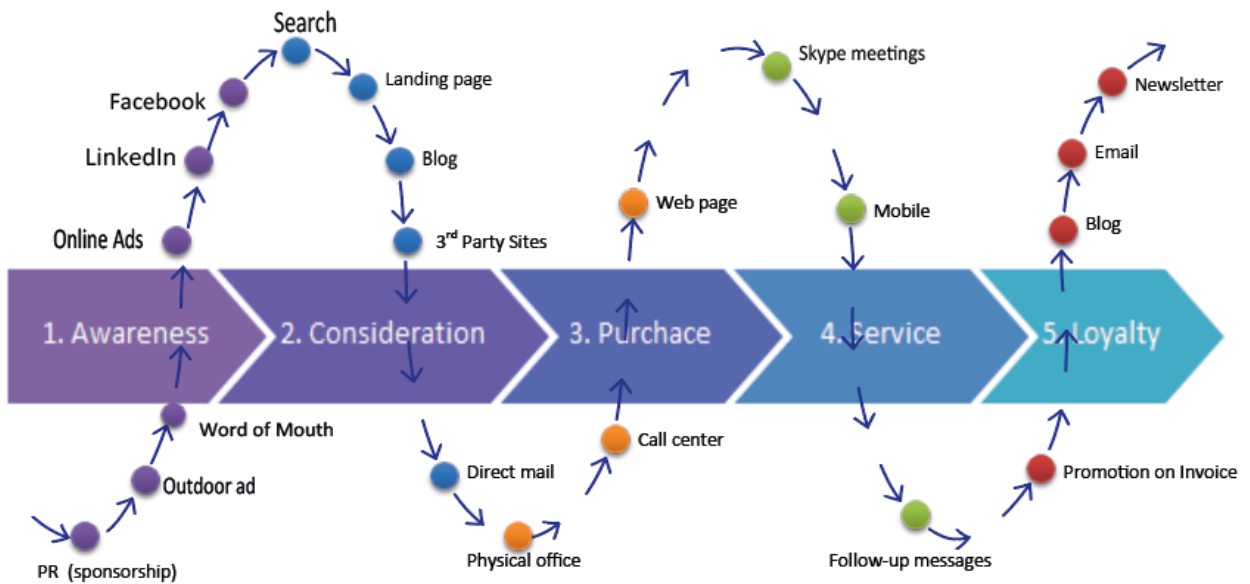 Search
Skype meetings
Landing page
Newsletter
Facebook
LinkedIn
Blog
Email
Web page
Mobile
Blog
Online Ads
3rd Party Sites
1. Awareness
2. Consideration
3. Purchace
4. Service
5. Loyalty
Word of Mouth
Call center
Direct mail
Promotion on Invoice
Outdoor ad
Physical office
Follow-up messages
PR (sponsorship)